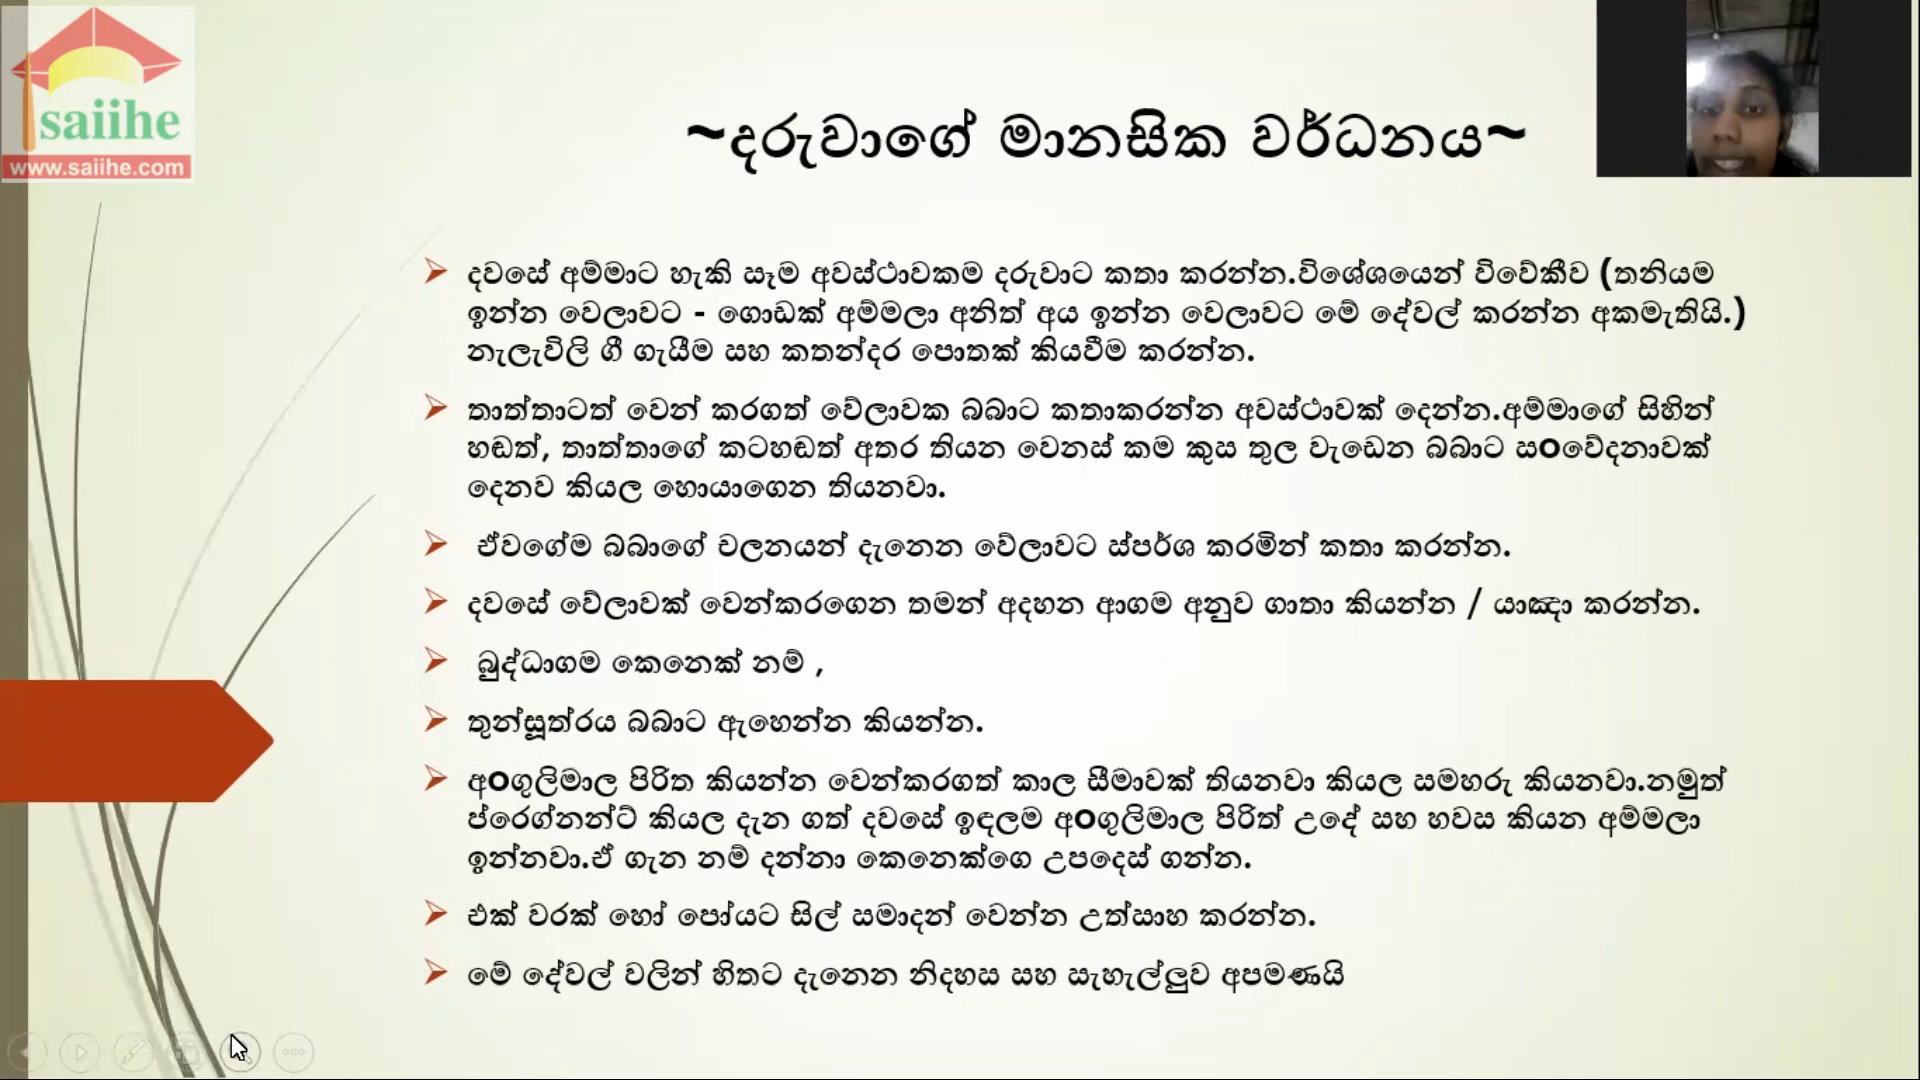 saiihe
www.saiihe.com
~දරුවාගේ මානසික වර්ධනය~
දවසේ අම්මාට හැකි සෑම අවස්ථාවකම දරුවාට කතා කරන්න.විශේශයෙන් විවේකීව (තනියම
ඉන්න වෙලාවට - ගොඩක් අම්මලා අනිත් අය ඉන්න වෙලාවට මේ දේවල් කරන්න අකමැතියි.)
නැලැවිලි ගී ගැයීම සහ කතන්දර පොතක් කියවීම කරන්න.
තාත්තාටත් වෙන් කරගත් වේලාවක බබාට කතාකරන්න අවස්ථාවක් දෙන්න.අම්මාගේ සිහින්
හඬත්, තාත්තාගේ කටහඬත් අතර තියන වෙනස් කම කුස තුල වැඩෙන බබාට ස○වේදනාවක්
දෙනව කියල හොයාගෙන තියනවා.
ඒවගේම බබාගේ චලනයන් දැනෙන වේලාවට ස්පර්ශ කරමින් කතා කරන්න.
දවසේ වේලාවක් වෙන්කරගෙන තමන් අදහන ආගම අනුව ගාතා කියන්න / යාඤා කරන්න.
බුද්ධාගම කෙනෙක් නම් ,
තුන්සූත්රය බබාට ඇහෙන්න කියන්න.
අ○ගුලිමාල පිරිත කියන්න වෙන්කරගත් කාල සීමාවක් තියනවා කියල සමහරු කියනවා.නමුත්
ප්රෙග්නන්ට් කියල දැන ගත් දවසේ ඉඳලම අ○ගුලිමාල පිරිත් උදේ සහ හවස කියන අම්මලා
ඉන්නවා.ඒ ගැන නම් දන්නා කෙනෙක්ගෙ උපදෙස් ගන්න.
එක් වරක් හෝ පෝයට සිල් සමාදන් වෙන්න උත්සාහ කරන්න.
මේ දේවල් වලින් හිතට දැනෙන නිදහස සහ සැහැල්ලුව අපමණයි